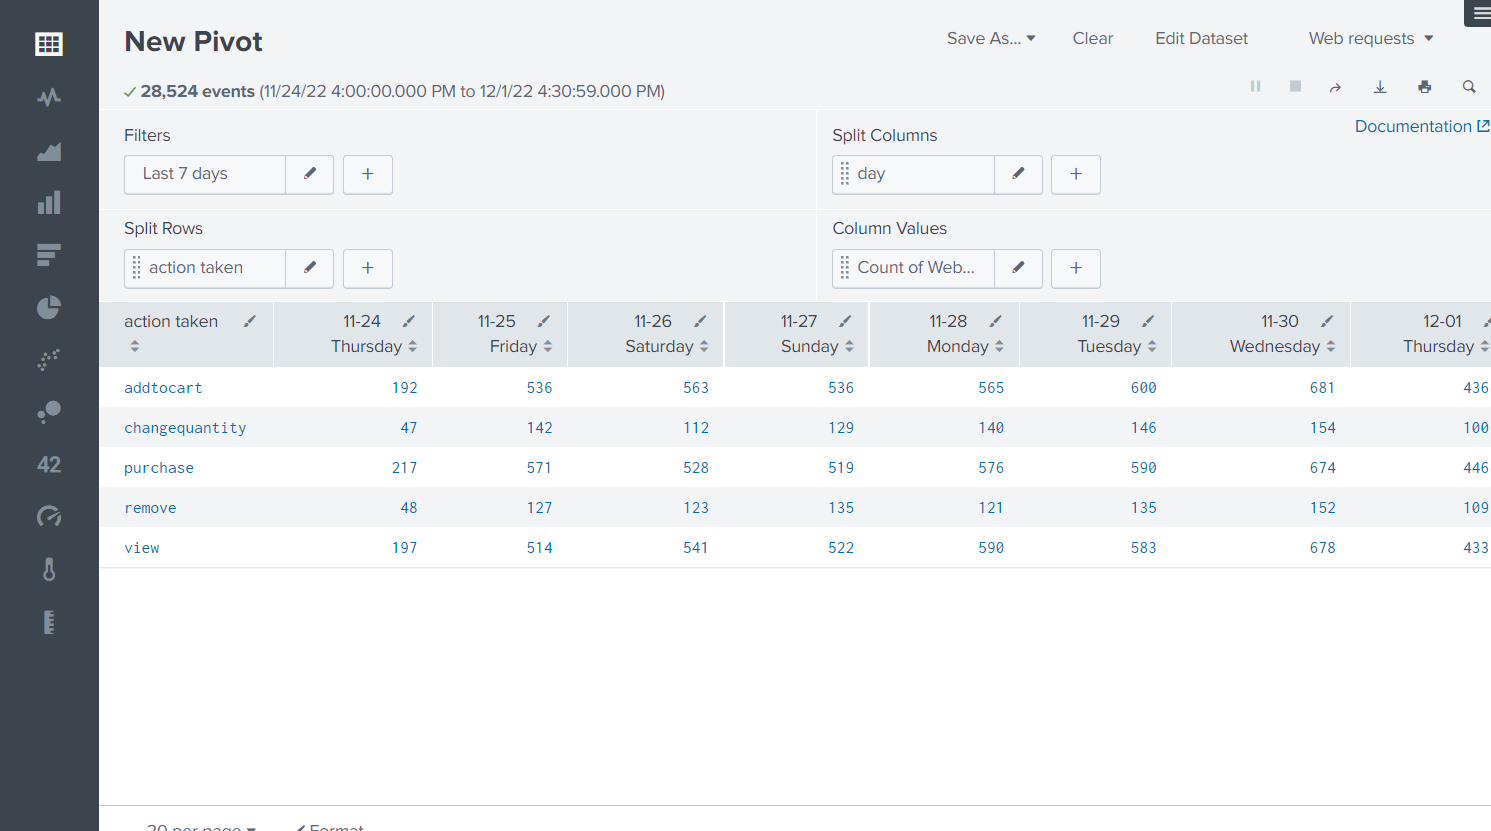 New Pivot
Save As...
Clear
Edit Dataset
Web requests
28,524 events (11/24/22 4:00:00.000 PM to 12/1/22 4:30:59.000 PM)
Documentation
Filters
Split Columns
Last 7 days
+
day
+
Split Rows
Column Values
action taken
+
Count of Web...
+
action taken 11-24 Thursday 11-25 Friday 11-26 Saturday 11-27 Sunday 11-28 Monday 11-29 Tuesday 11-30 Wednesday 12-01 Thursday
addtocart 192 536 563 536 565 600 681 436
changequantity 47 142 112 129 140 146 154 100
purchase 217 571 528 519 576 590 674 446
remove 48 127 123 135 121 135 152 109
view 197 514 541 522 590 583 678 433
42
20 per page
Format